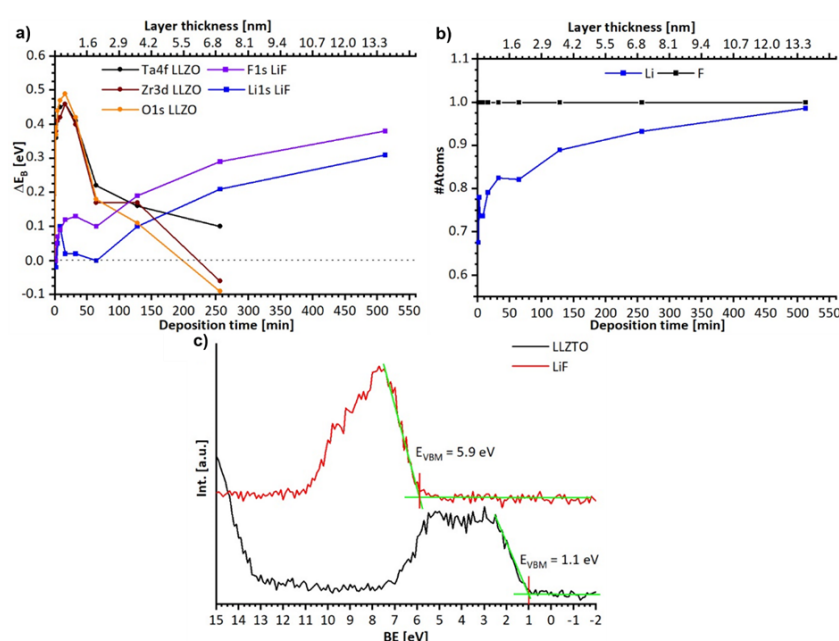 Layer thickness [nm]
a)
1.6 2.9 4.2 5.5 6.8 8.1 9.4 10.7 12.0 13.3
0.6
0.5
0.4
0.3
0.2
0.1
0.0
-0.1
ΔE_B [eV]
Ta4f LLZO F1s LiF
Zr3d LLZO Li1s LiF
O1s LLZO
0 50 100 150 200 250 300 350 400 450 500 550
Deposition time [min]
b)
Layer thickness [nm]
1.6 2.9 4.2 5.5 6.8 8.1 9.4 10.7 12.0 13.3
1.1
1.0
0.9
0.8
0.7
0.6
#Atoms
Li F
0 50 100 150 200 250 300 350 400 450 500 550
Deposition time [min]
c)
LLZTO
LiF
Int. [a.u.]
E_VBM = 5.9 eV
E_VBM = 1.1 eV
15 14 13 12 11 10 9 8 7 6 5 4 3 2 1 0 -1 -2
BE [eV]